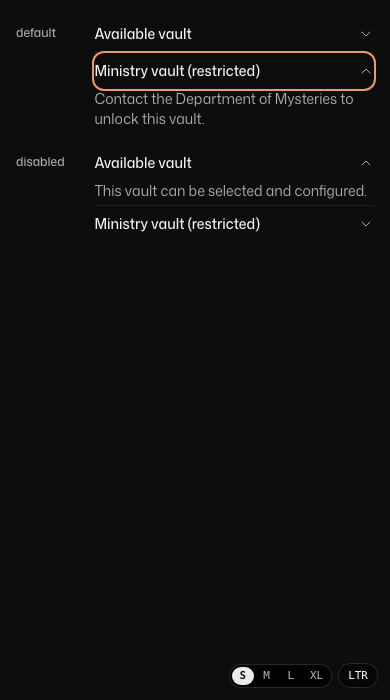 default
Available vault
Ministry vault (restricted)
Contact the Department of Mysteries to
unlock this vault.
disabled
Available vault
This vault can be selected and configured.
Ministry vault (restricted)
S M L XL LTR